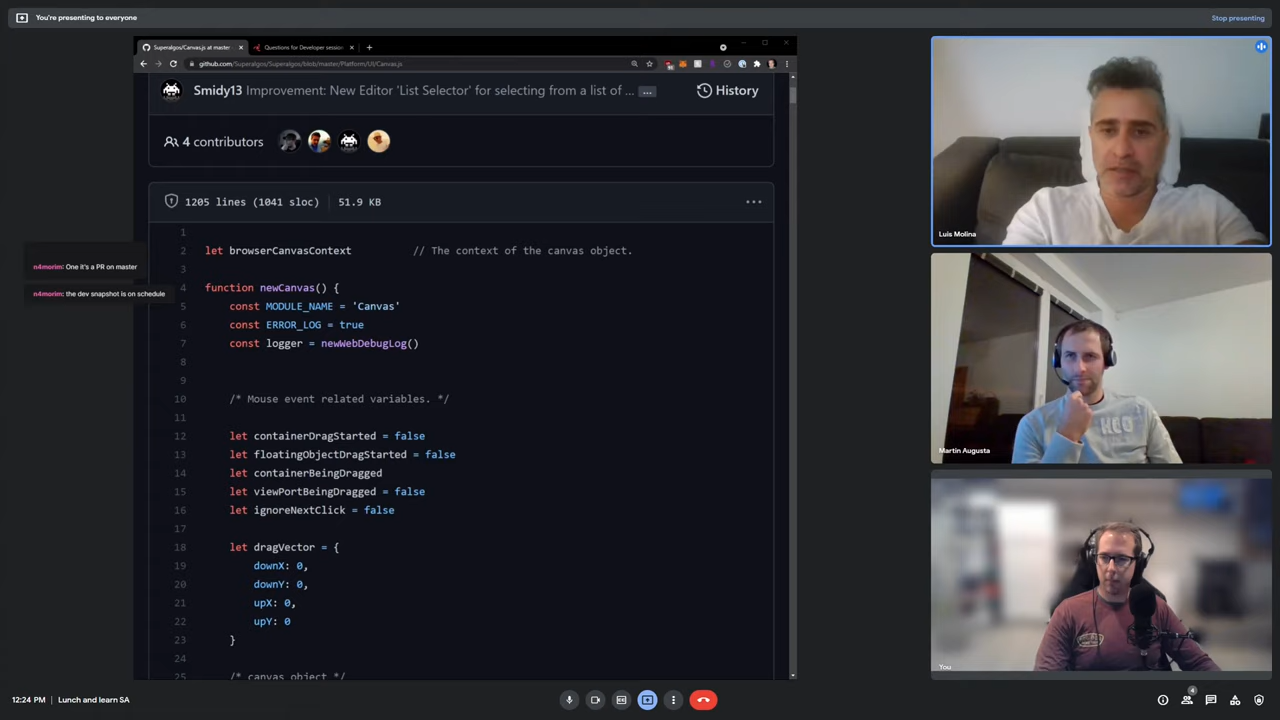 You're presenting to everyone
Stop presenting
Superalgos/Canvas.js at master
Questions for Developer session
github.com/Superalgos/Superalgos/blob/master/Platform/UI/Canvas.js
Smidy13 Improvement: New Editor 'List Selector' for selecting from a list of ... ...
History
4 contributors
1205 lines (1041 sloc) 51.9 KB
1
2 let browserCanvasContext // The context of the canvas object.
3
4 function newCanvas() {
5 const MODULE_NAME = 'Canvas'
6 const ERROR_LOG = true
7 const logger = newWebDebugLog()
8
9
10 /* Mouse event related variables. */
11
12 let containerDragStarted = false
13 let floatingObjectDragStarted = false
14 let containerBeingDragged
15 let viewPortBeingDragged = false
16 let ignoreNextClick = false
17
18 let dragVector = {
19 downX: 0,
20 downY: 0,
21 upX: 0,
22 upY: 0
23 }
24
25 /* canvas object */
n4morim: One it's a PR on master
n4morim: the dev snapshot is on schedule
Luis Molina
Martin Augusta
You
12:24 PM Lunch and learn SA
4